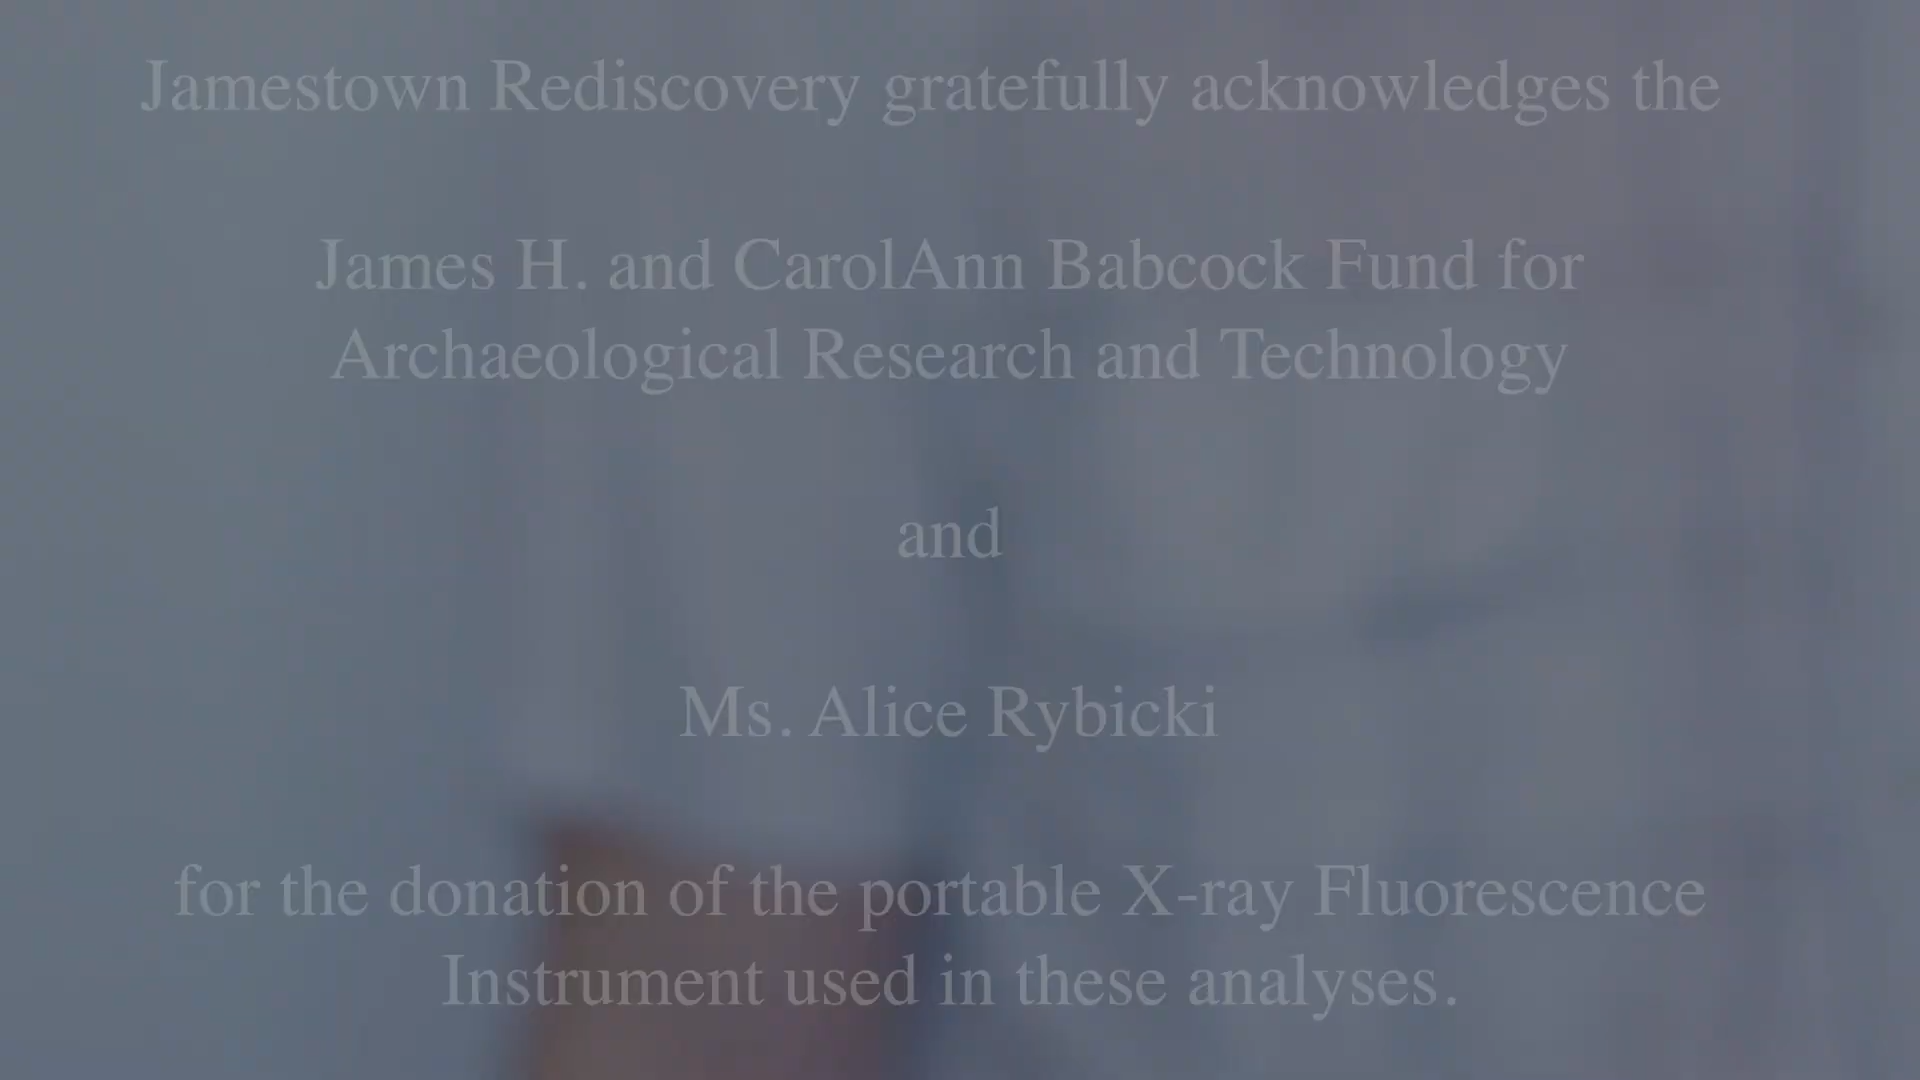 Jamestown Rediscovery gratefully acknowledges the
James H. and CarolAnn Babcock Fund for
Archaeological Research and Technology
and
Ms. Alice Rybicki
for the donation of the portable X-ray Fluorescence
Instrument used in these analyses.